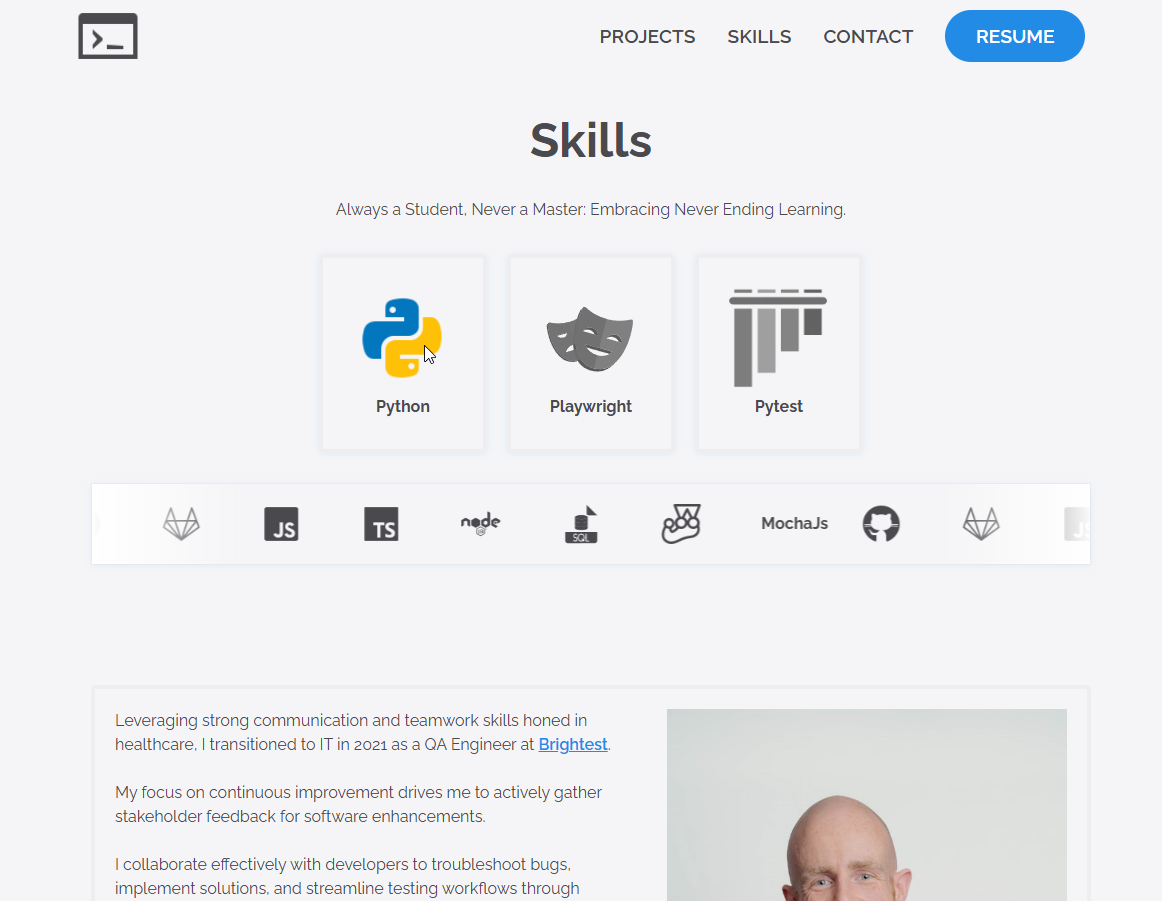 PROJECTS SKILLS CONTACT RESUME
Skills
Always a Student, Never a Master: Embracing Never Ending Learning.
Python Playwright Pytest
JS TS node JS SQL MochaJs JS
Leveraging strong communication and teamwork skills honed in
healthcare, I transitioned to IT in 2021 as a QA Engineer at Brightest.
My focus on continuous improvement drives me to actively gather
stakeholder feedback for software enhancements.
I collaborate effectively with developers to troubleshoot bugs,
implement solutions, and streamline testing workflows through